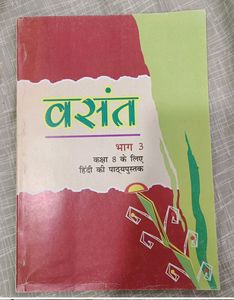 वसंत
भाग 3
कक्षा 8 के लिए
हिंदी की पाठ्यपुस्तक